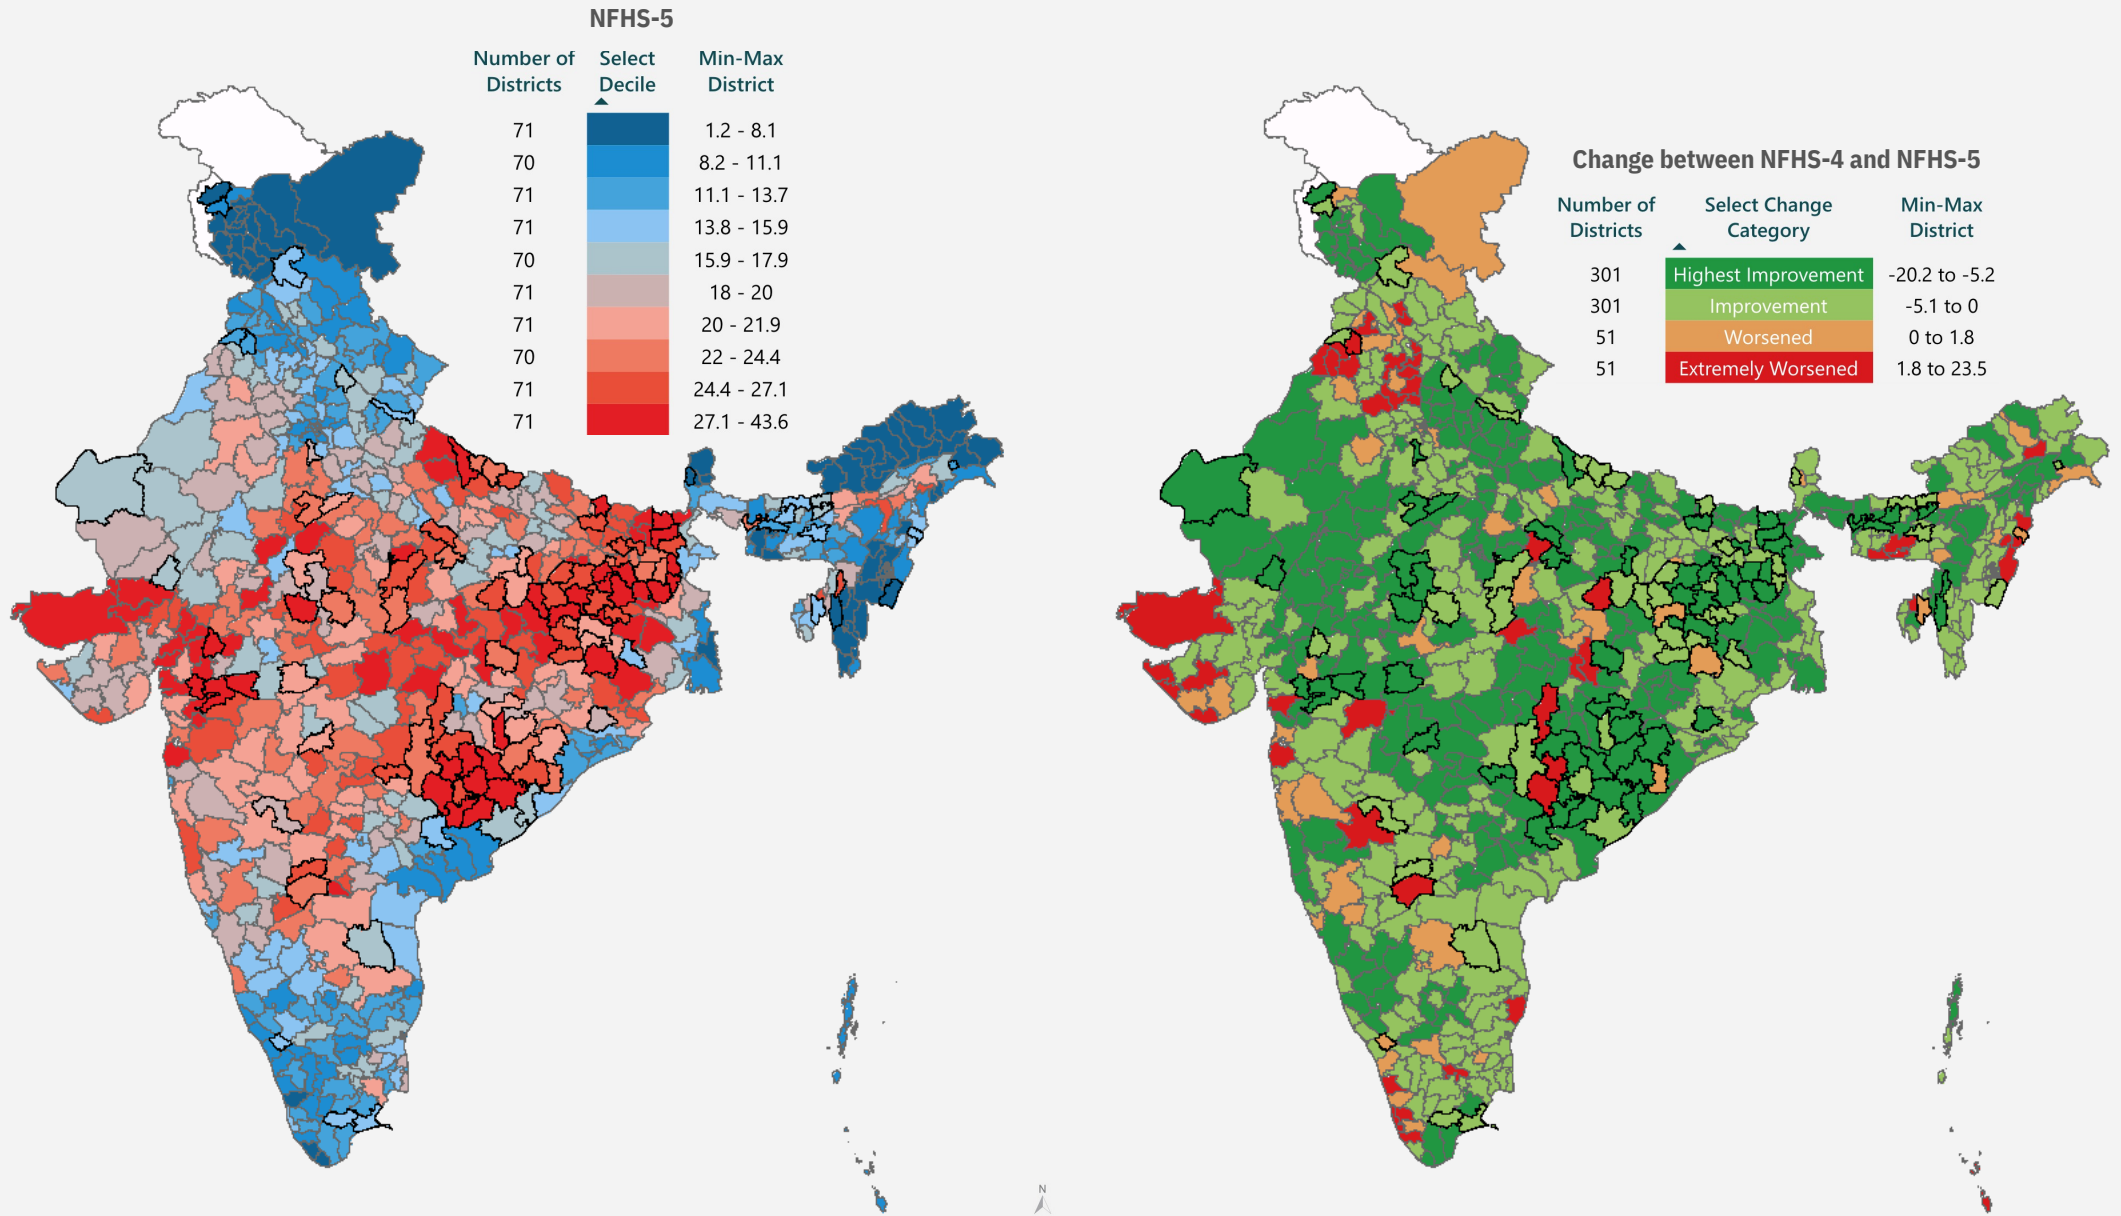 NFHS-5
Number of Districts Select Decile Min-Max District
71 1.2 - 8.1
70 8.2 - 11.1
71 11.1 - 13.7
71 13.8 - 15.9
70 15.9 - 17.9
71 18 - 20
71 20 - 21.9
70 22 - 24.4
71 24.4 - 27.1
71 27.1 - 43.6
Change between NFHS-4 and NFHS-5
Number of Districts Select Change Category Min-Max District
301 Highest Improvement -20.2 to -5.2
301 Improvement -5.1 to 0
51 Worsened 0 to 1.8
51 Extremely Worsened 1.8 to 23.5
N